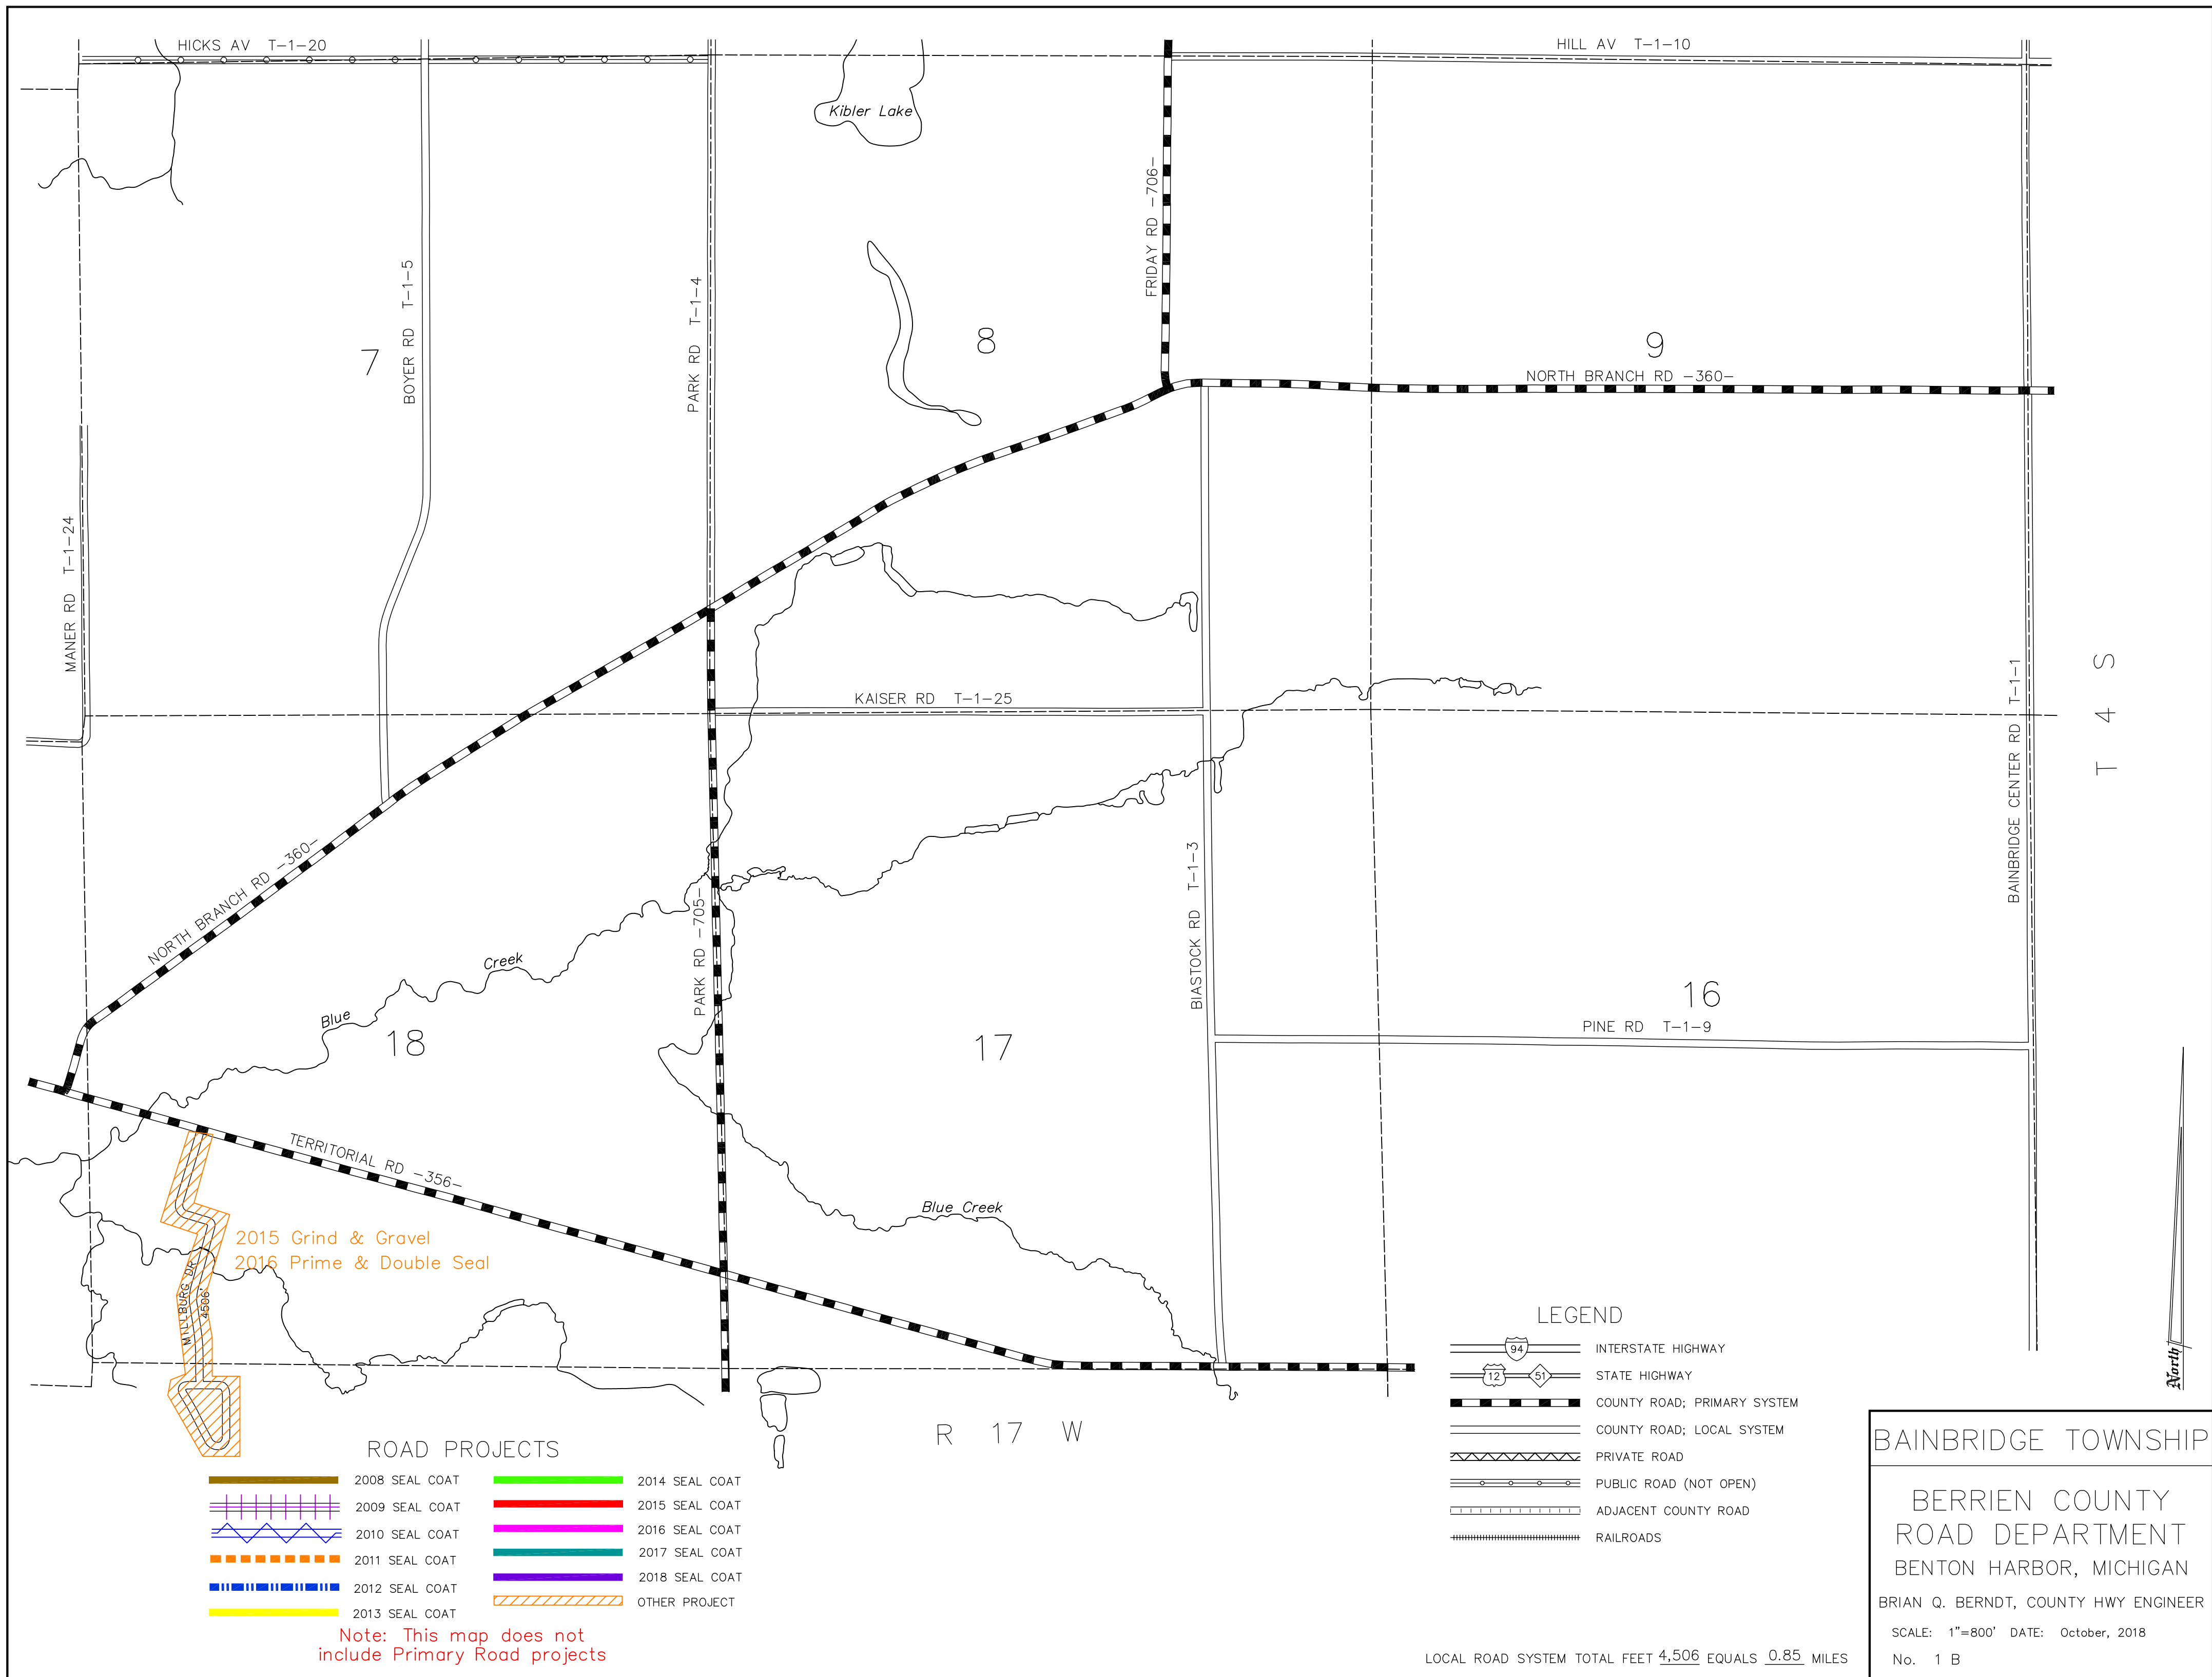 HICKS AV T-1-20
HILL AV T-1-10
Kibler Lake
FRIDAY RD -706-
BOYER RD T-1-5
PARK RD T-1-4
7
8
9
NORTH BRANCH RD -360-
MANER RD T-1-24
KAISER RD T-1-25
BAINBRIDGE CENTER RD T-1-1
T 4 S
NORTH BRANCH RD -360-
PARK RD -705-
BIASTOCK RD T-1-3
Creek
Blue
18
17
16
PINE RD T-1-9
TERRITORIAL RD -356-
Blue Creek
2015 Grind & Gravel
2016 Prime & Double Seal
MILLBURG DR
4506'
R 17 W
North
LEGEND
94 INTERSTATE HIGHWAY
12 51 STATE HIGHWAY
COUNTY ROAD; PRIMARY SYSTEM
COUNTY ROAD; LOCAL SYSTEM
PRIVATE ROAD
PUBLIC ROAD (NOT OPEN)
ADJACENT COUNTY ROAD
RAILROADS
ROAD PROJECTS
2008 SEAL COAT
2009 SEAL COAT
2010 SEAL COAT
2011 SEAL COAT
2012 SEAL COAT
2013 SEAL COAT
2014 SEAL COAT
2015 SEAL COAT
2016 SEAL COAT
2017 SEAL COAT
2018 SEAL COAT
OTHER PROJECT
Note: This map does not
include Primary Road projects
LOCAL ROAD SYSTEM TOTAL FEET 4,506 EQUALS 0.85 MILES
BAINBRIDGE TOWNSHIP
BERRIEN COUNTY
ROAD DEPARTMENT
BENTON HARBOR, MICHIGAN
BRIAN Q. BERNDT, COUNTY HWY ENGINEER
SCALE: 1"=800' DATE: October, 2018
No. 1 B